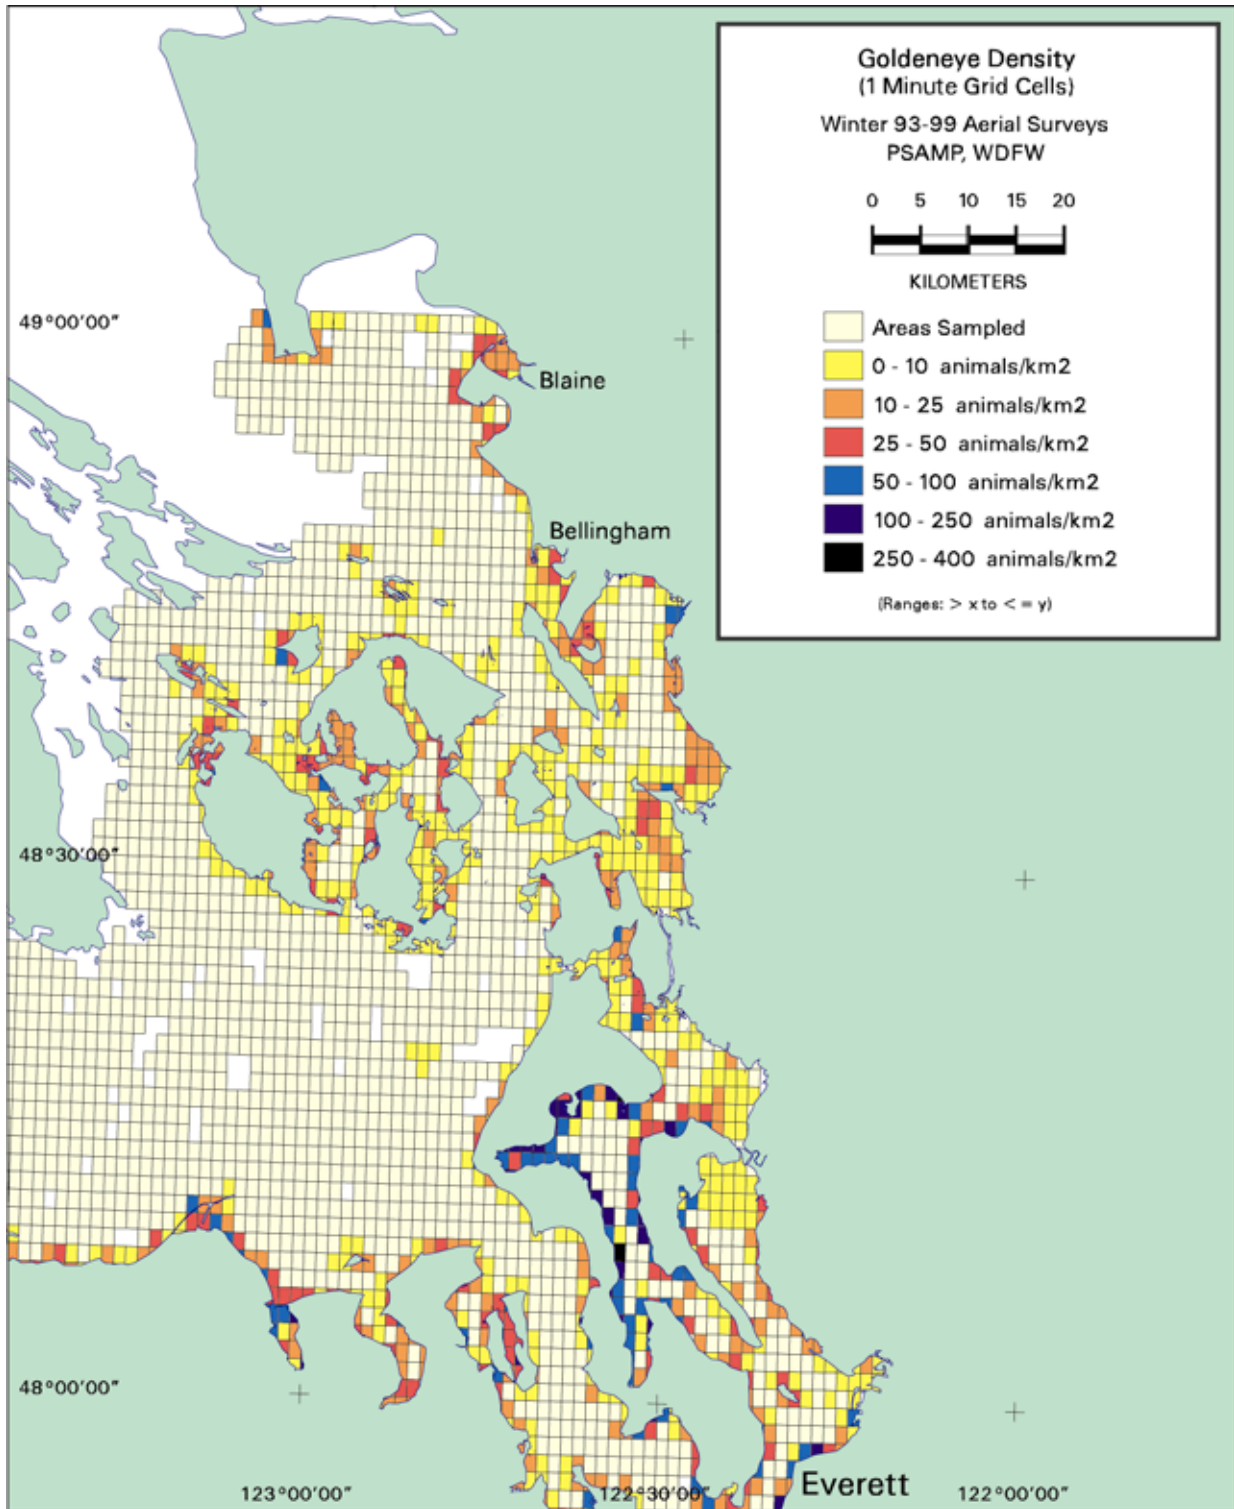 Goldeneye Density
(1 Minute Grid Cells)
Winter 93-99 Aerial Surveys
PSAMP, WDFW
0 5 10 15 20
KILOMETERS
Areas Sampled
0 - 10 animals/km2
10 - 25 animals/km2
25 - 50 animals/km2
50 - 100 animals/km2
100 - 250 animals/km2
250 - 400 animals/km2
(Ranges: > x to < = y)
49°00'00"
Blaine
Bellingham
48°30'00"
48°00'00"
Everett
123°00'00"
122°30'00"
122°00'00"